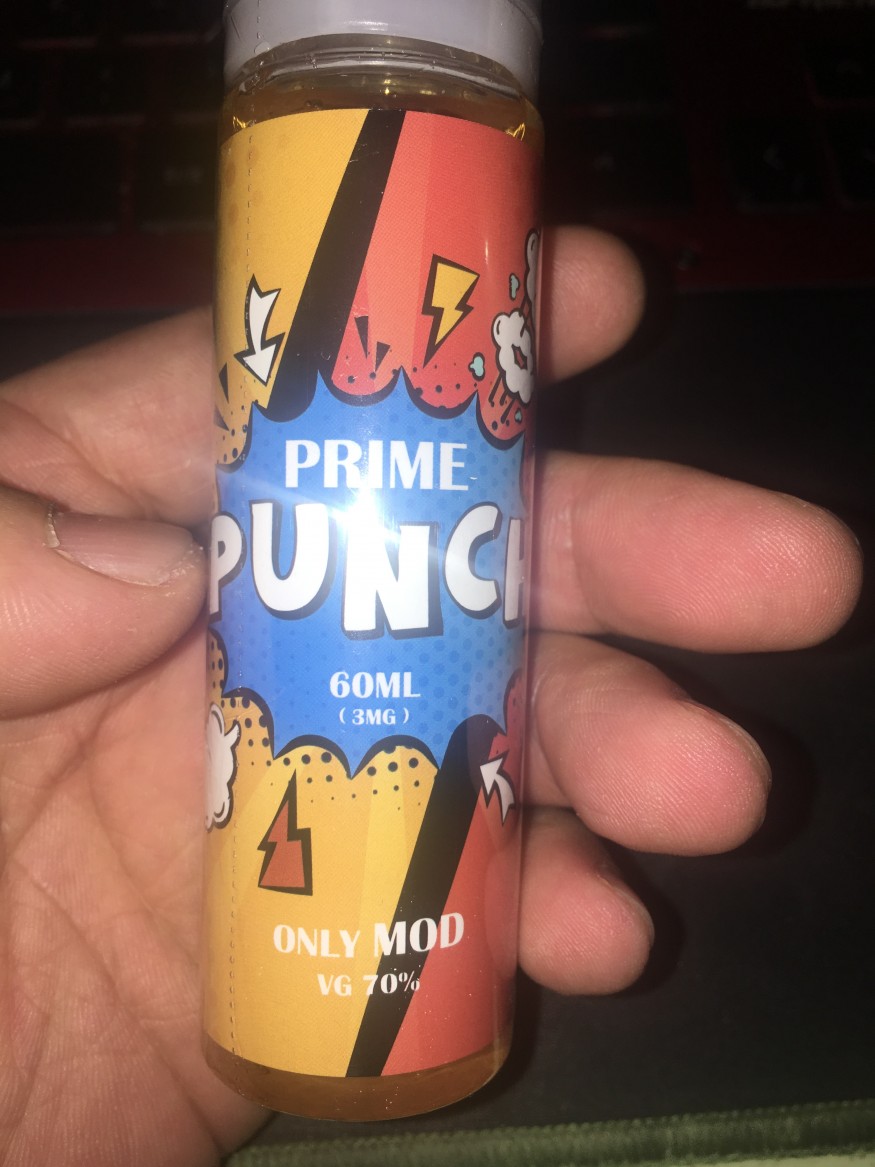 PRIME
PUNCH
60ML
( 3MG )
ONLY MOD
VG 70%